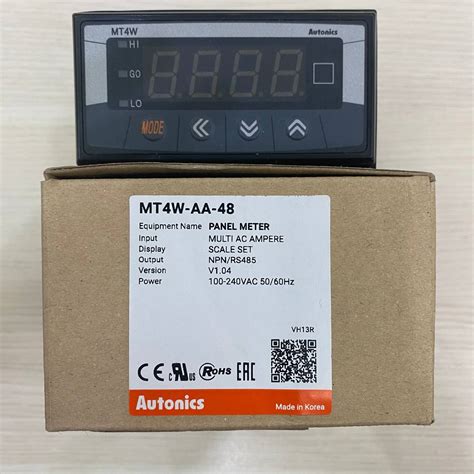 MT4W
Autonics
HI
GO
LO
MODE
MT4W-AA-48
Equipment Name PANEL METER
Input MULTI AC AMPERE
Display SCALE SET
Output NPN/RS485
Version V1.04
Power 100-240VAC 50/60Hz
VH13R
CE c UL US RoHS EAC
Autonics
Made in Korea